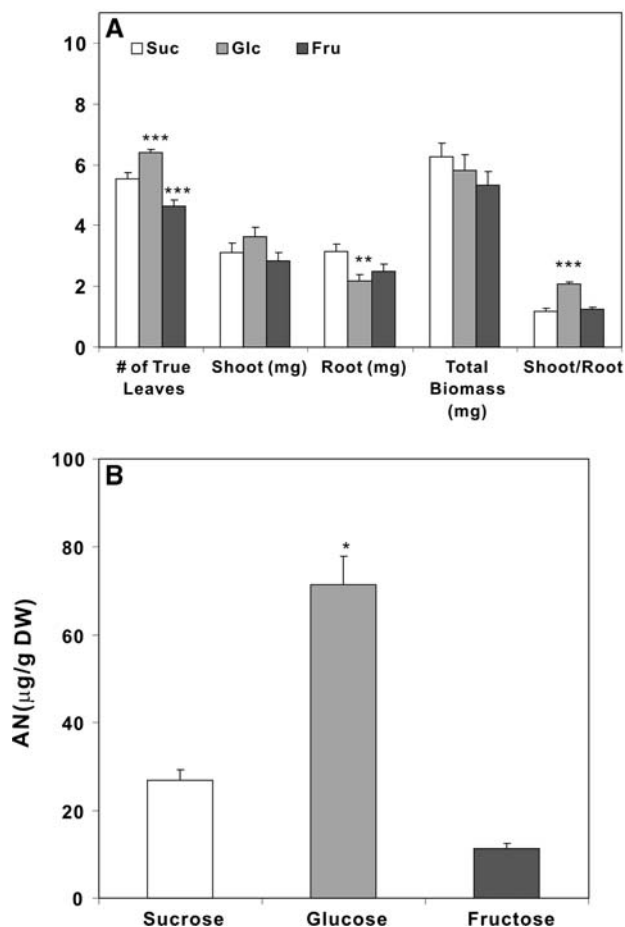 A
10
Suc Glc Fru
8
***
6
***
4
**
***
2
0
# of True Leaves
Shoot (mg)
Root (mg)
Total Biomass (mg)
Shoot/Root
B
100
*
80
60
AN(μg/g DW)
40
20
0
Sucrose Glucose Fructose